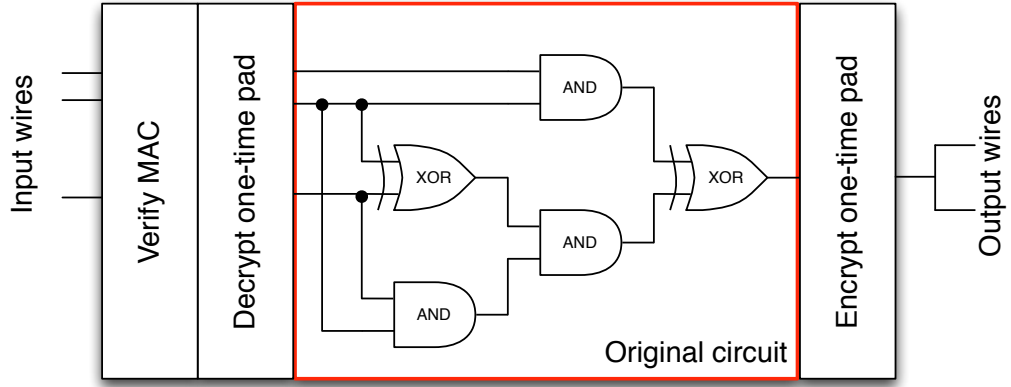 Input wires
Verify MAC
Decrypt one-time pad
AND
XOR
AND
AND
XOR
Original circuit
Encrypt one-time pad
Output wires